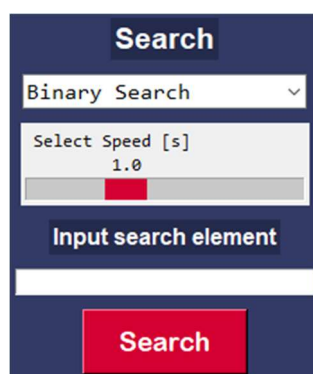 Search
Binary Search
Select Speed [s]
1.0
Input search element
Search